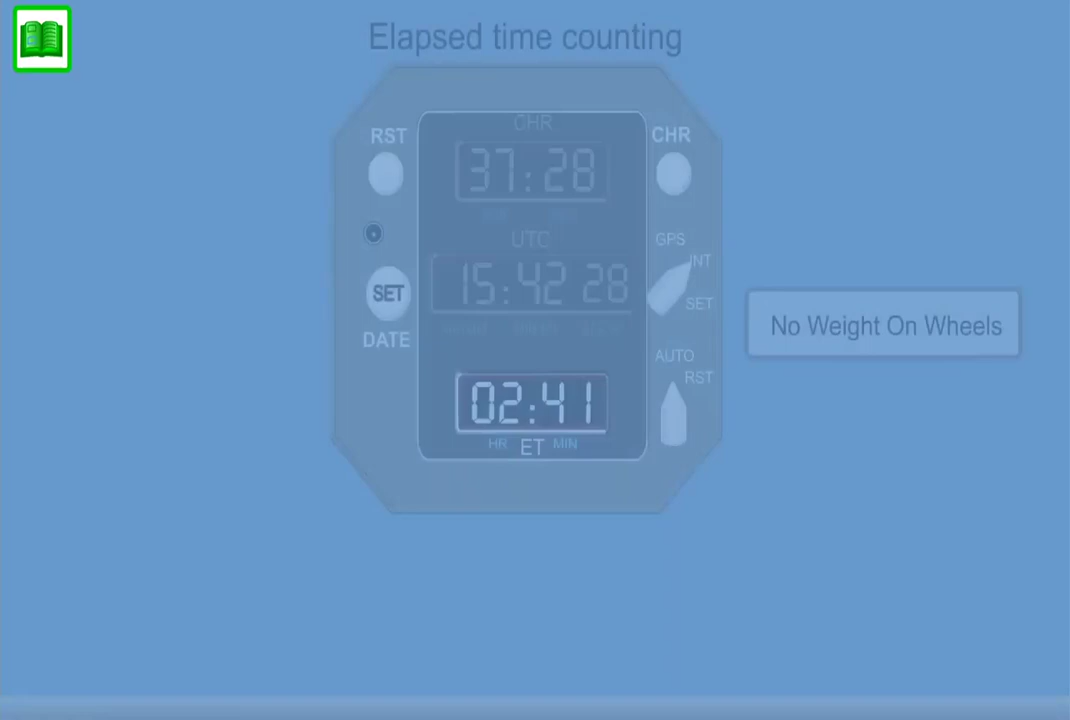 Elapsed time counting
CHR
RST
CHR
37:28
UTC
GPS
INT
15:42 28
SET
SET
No Weight On Wheels
DATE
AUTO
RST
02:41
HR ET MIN